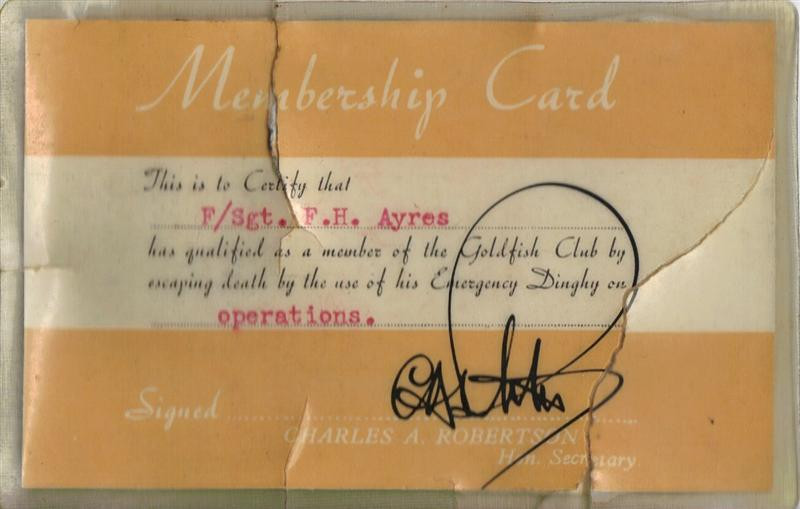 Membership Card
This is to Certify that
F/Sgt. F.H. Ayres
has qualified as a member of the Goldfish Club by
escaping death by the use of his Emergency Dinghy on
operations.
Signed
CHARLES A. ROBERTSON
Hon. Secretary